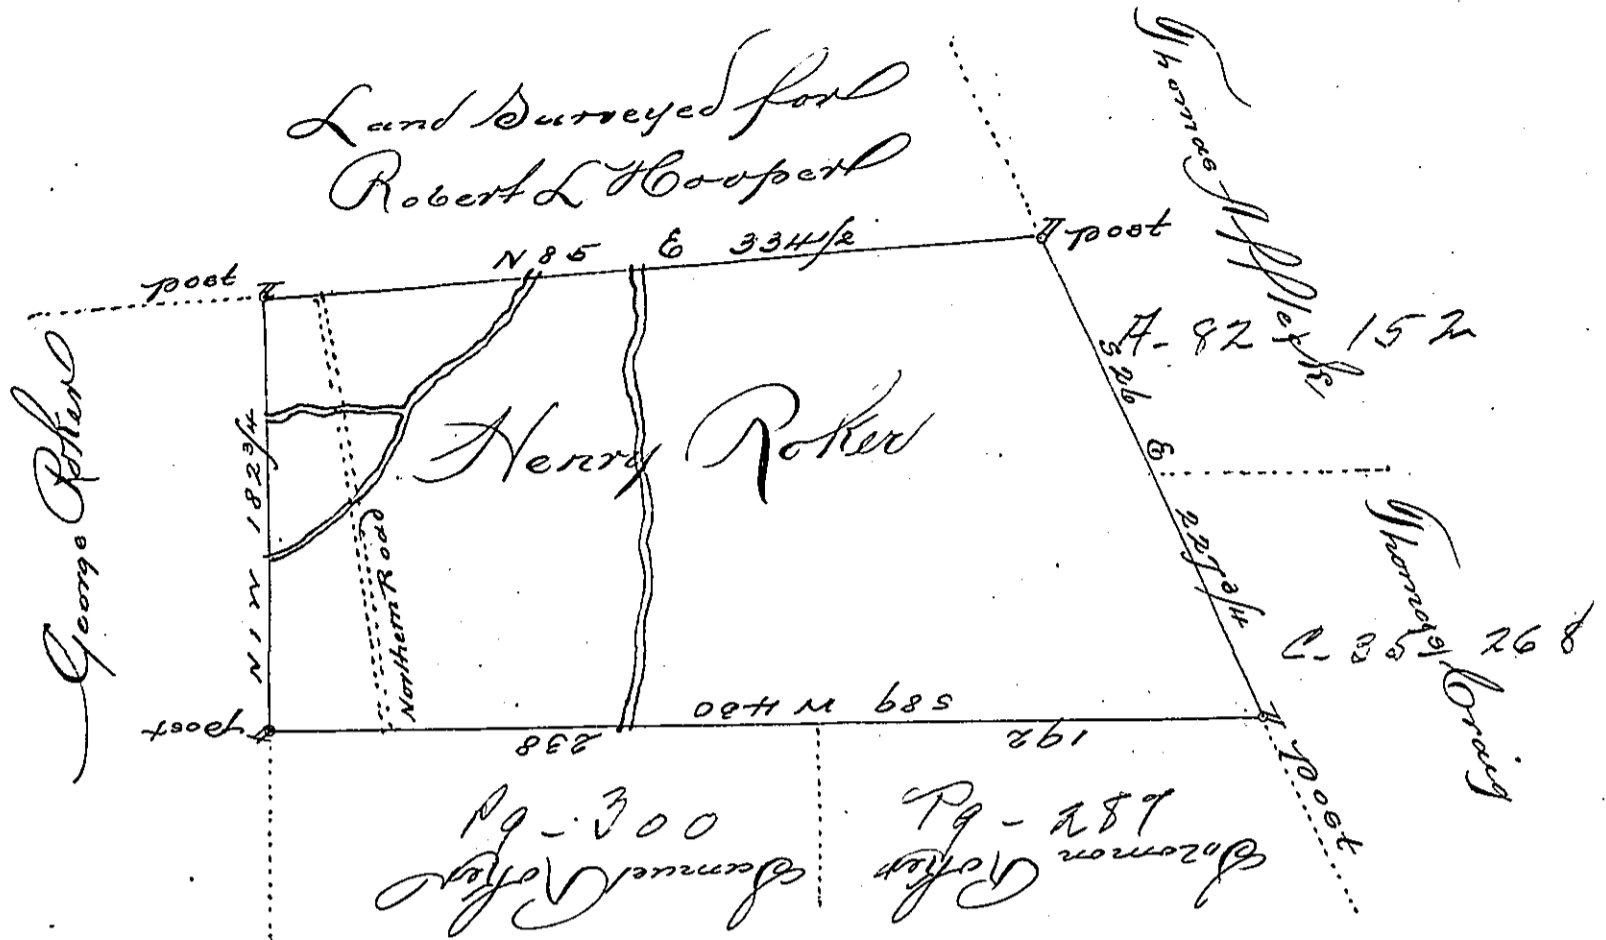 Land Surveyed for
Robert L Hooper
N 85 E 334 1/2
post
post
Thomas Affleck
A-82-152
S 26 E 227 3/4
George Roker
N 1 W 182 3/4
Henry Roker
Northern Road
Thomas Craig
C-35-268
S 89 W 430
post
238
192
post
Pg-300
Samuel Roker
Pg-287
Solomon Roker